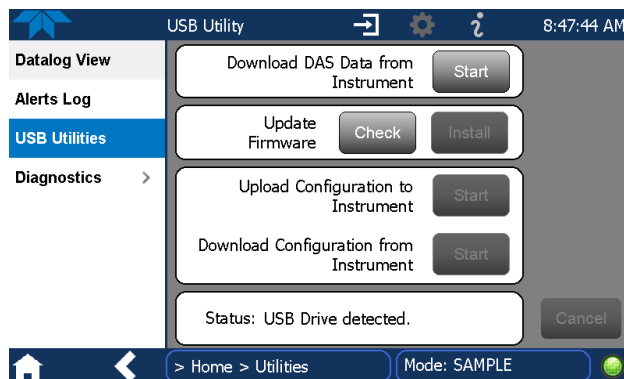 USB Utility
8:47:44 AM
Datalog View
Alerts Log
USB Utilities
Diagnostics >
Download DAS Data from
Instrument
Start
Update
Firmware
Check
Install
Upload Configuration to
Instrument
Start
Download Configuration from
Instrument
Start
Status: USB Drive detected.
Cancel
> Home > Utilities
Mode: SAMPLE